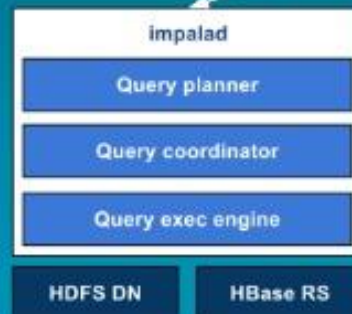 impalad
Query planner
Query coordinator
Query exec engine
HDFS DN HBase RS